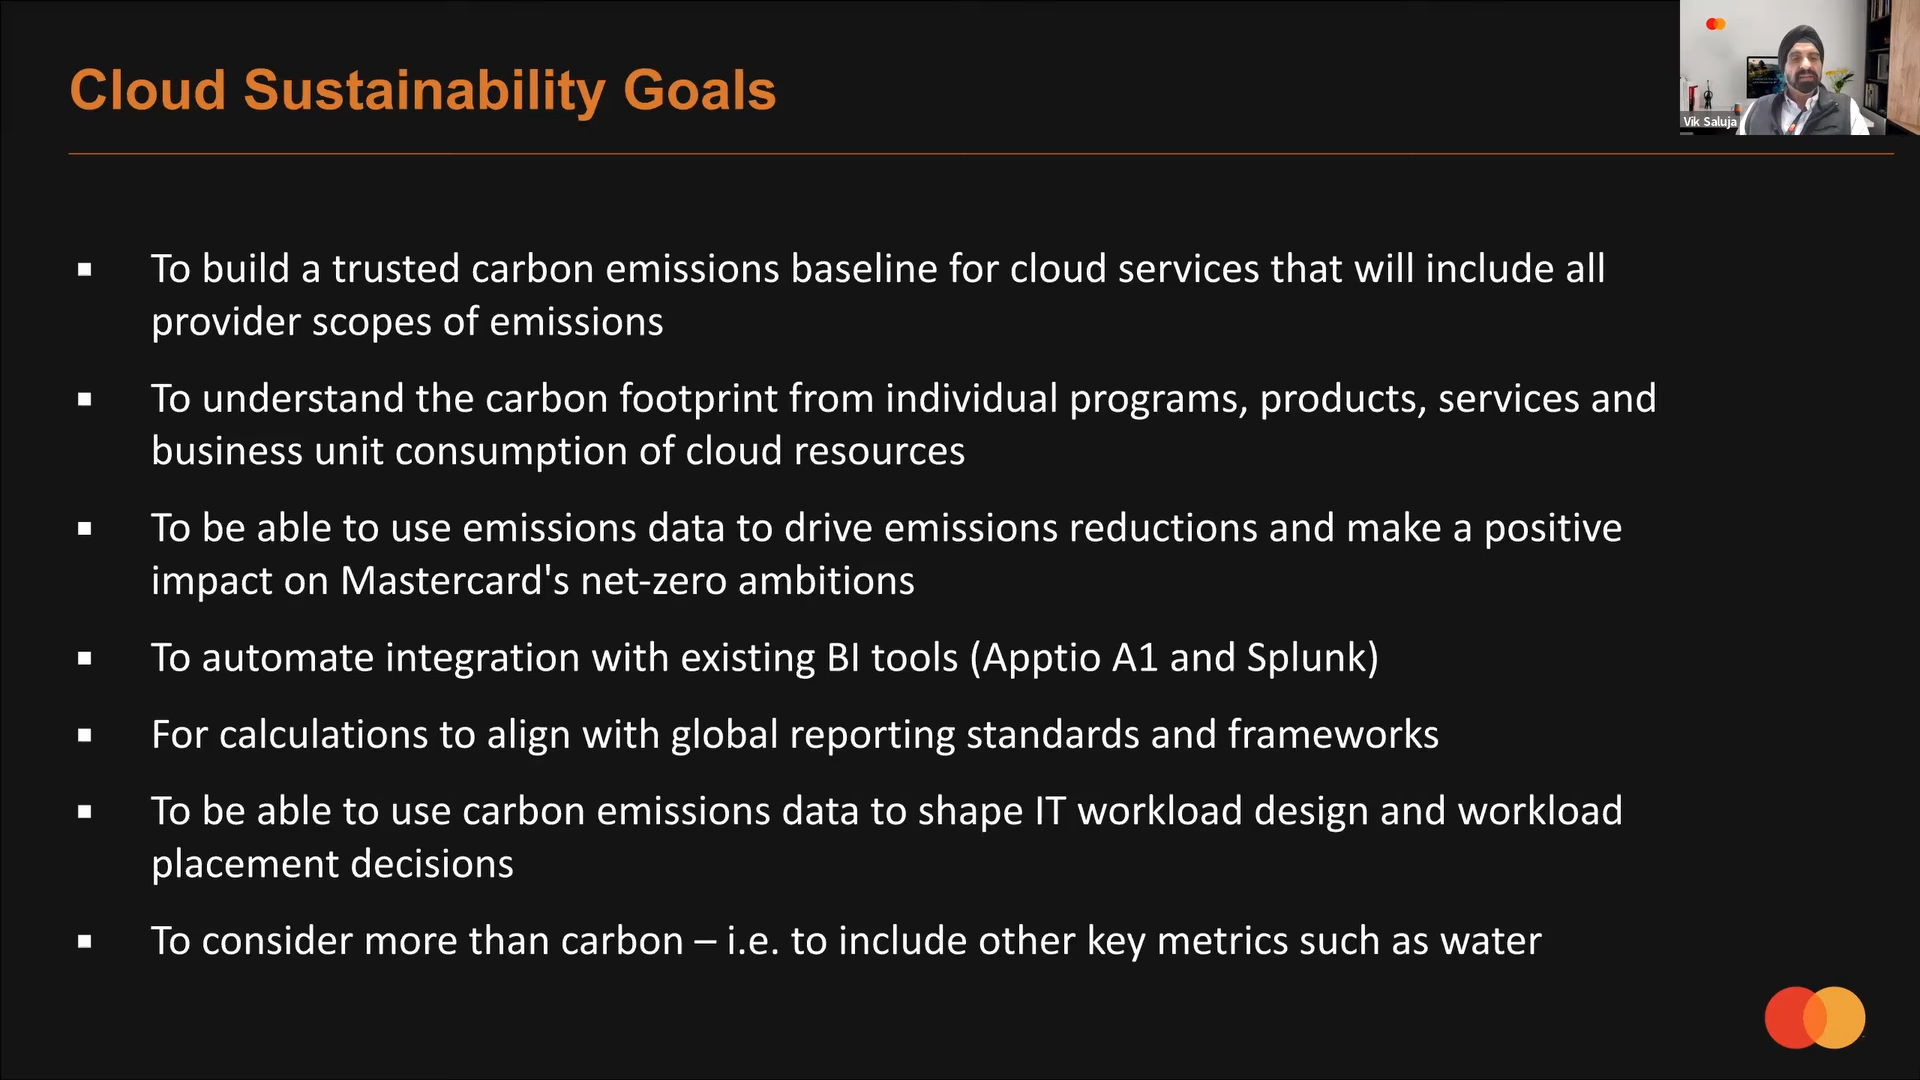 Cloud Sustainability Goals
Vik Saluja
▪ To build a trusted carbon emissions baseline for cloud services that will include all
provider scopes of emissions
▪ To understand the carbon footprint from individual programs, products, services and
business unit consumption of cloud resources
▪ To be able to use emissions data to drive emissions reductions and make a positive
impact on Mastercard's net-zero ambitions
▪ To automate integration with existing BI tools (Apptio A1 and Splunk)
▪ For calculations to align with global reporting standards and frameworks
▪ To be able to use carbon emissions data to shape IT workload design and workload
placement decisions
▪ To consider more than carbon – i.e. to include other key metrics such as water